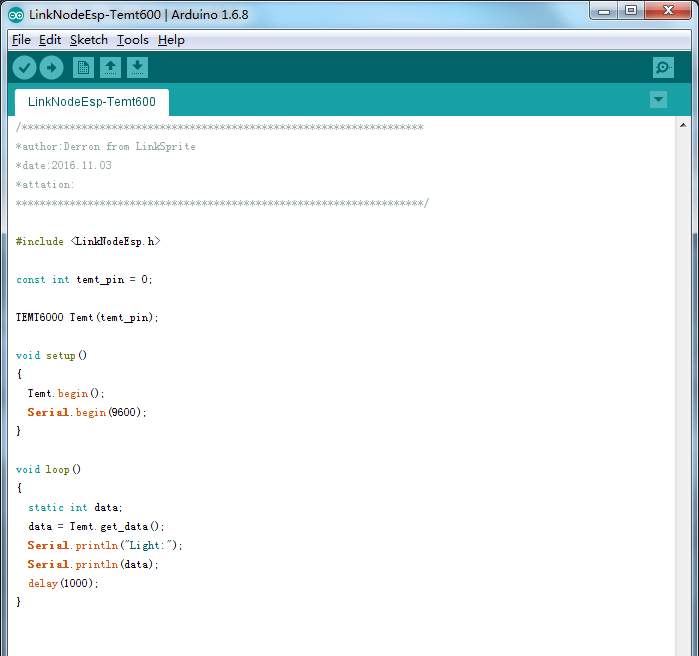 LinkNodeEsp-Temt600 | Arduino 1.6.8
File Edit Sketch Tools Help
LinkNodeEsp-Temt600
/*******************************************************************
*author:Derron from LinkSprite
*date:2016.11.03
*attation:
********************************************************************/
#include <LinkNodeEsp.h>
const int temt_pin = 0;
TEMT6000 Temt(temt_pin);
void setup()
{
Temt.begin();
Serial.begin(9600);
}
void loop()
{
static int data;
data = Temt.get_data();
Serial.println("Light:");
Serial.println(data);
delay(1000);
}